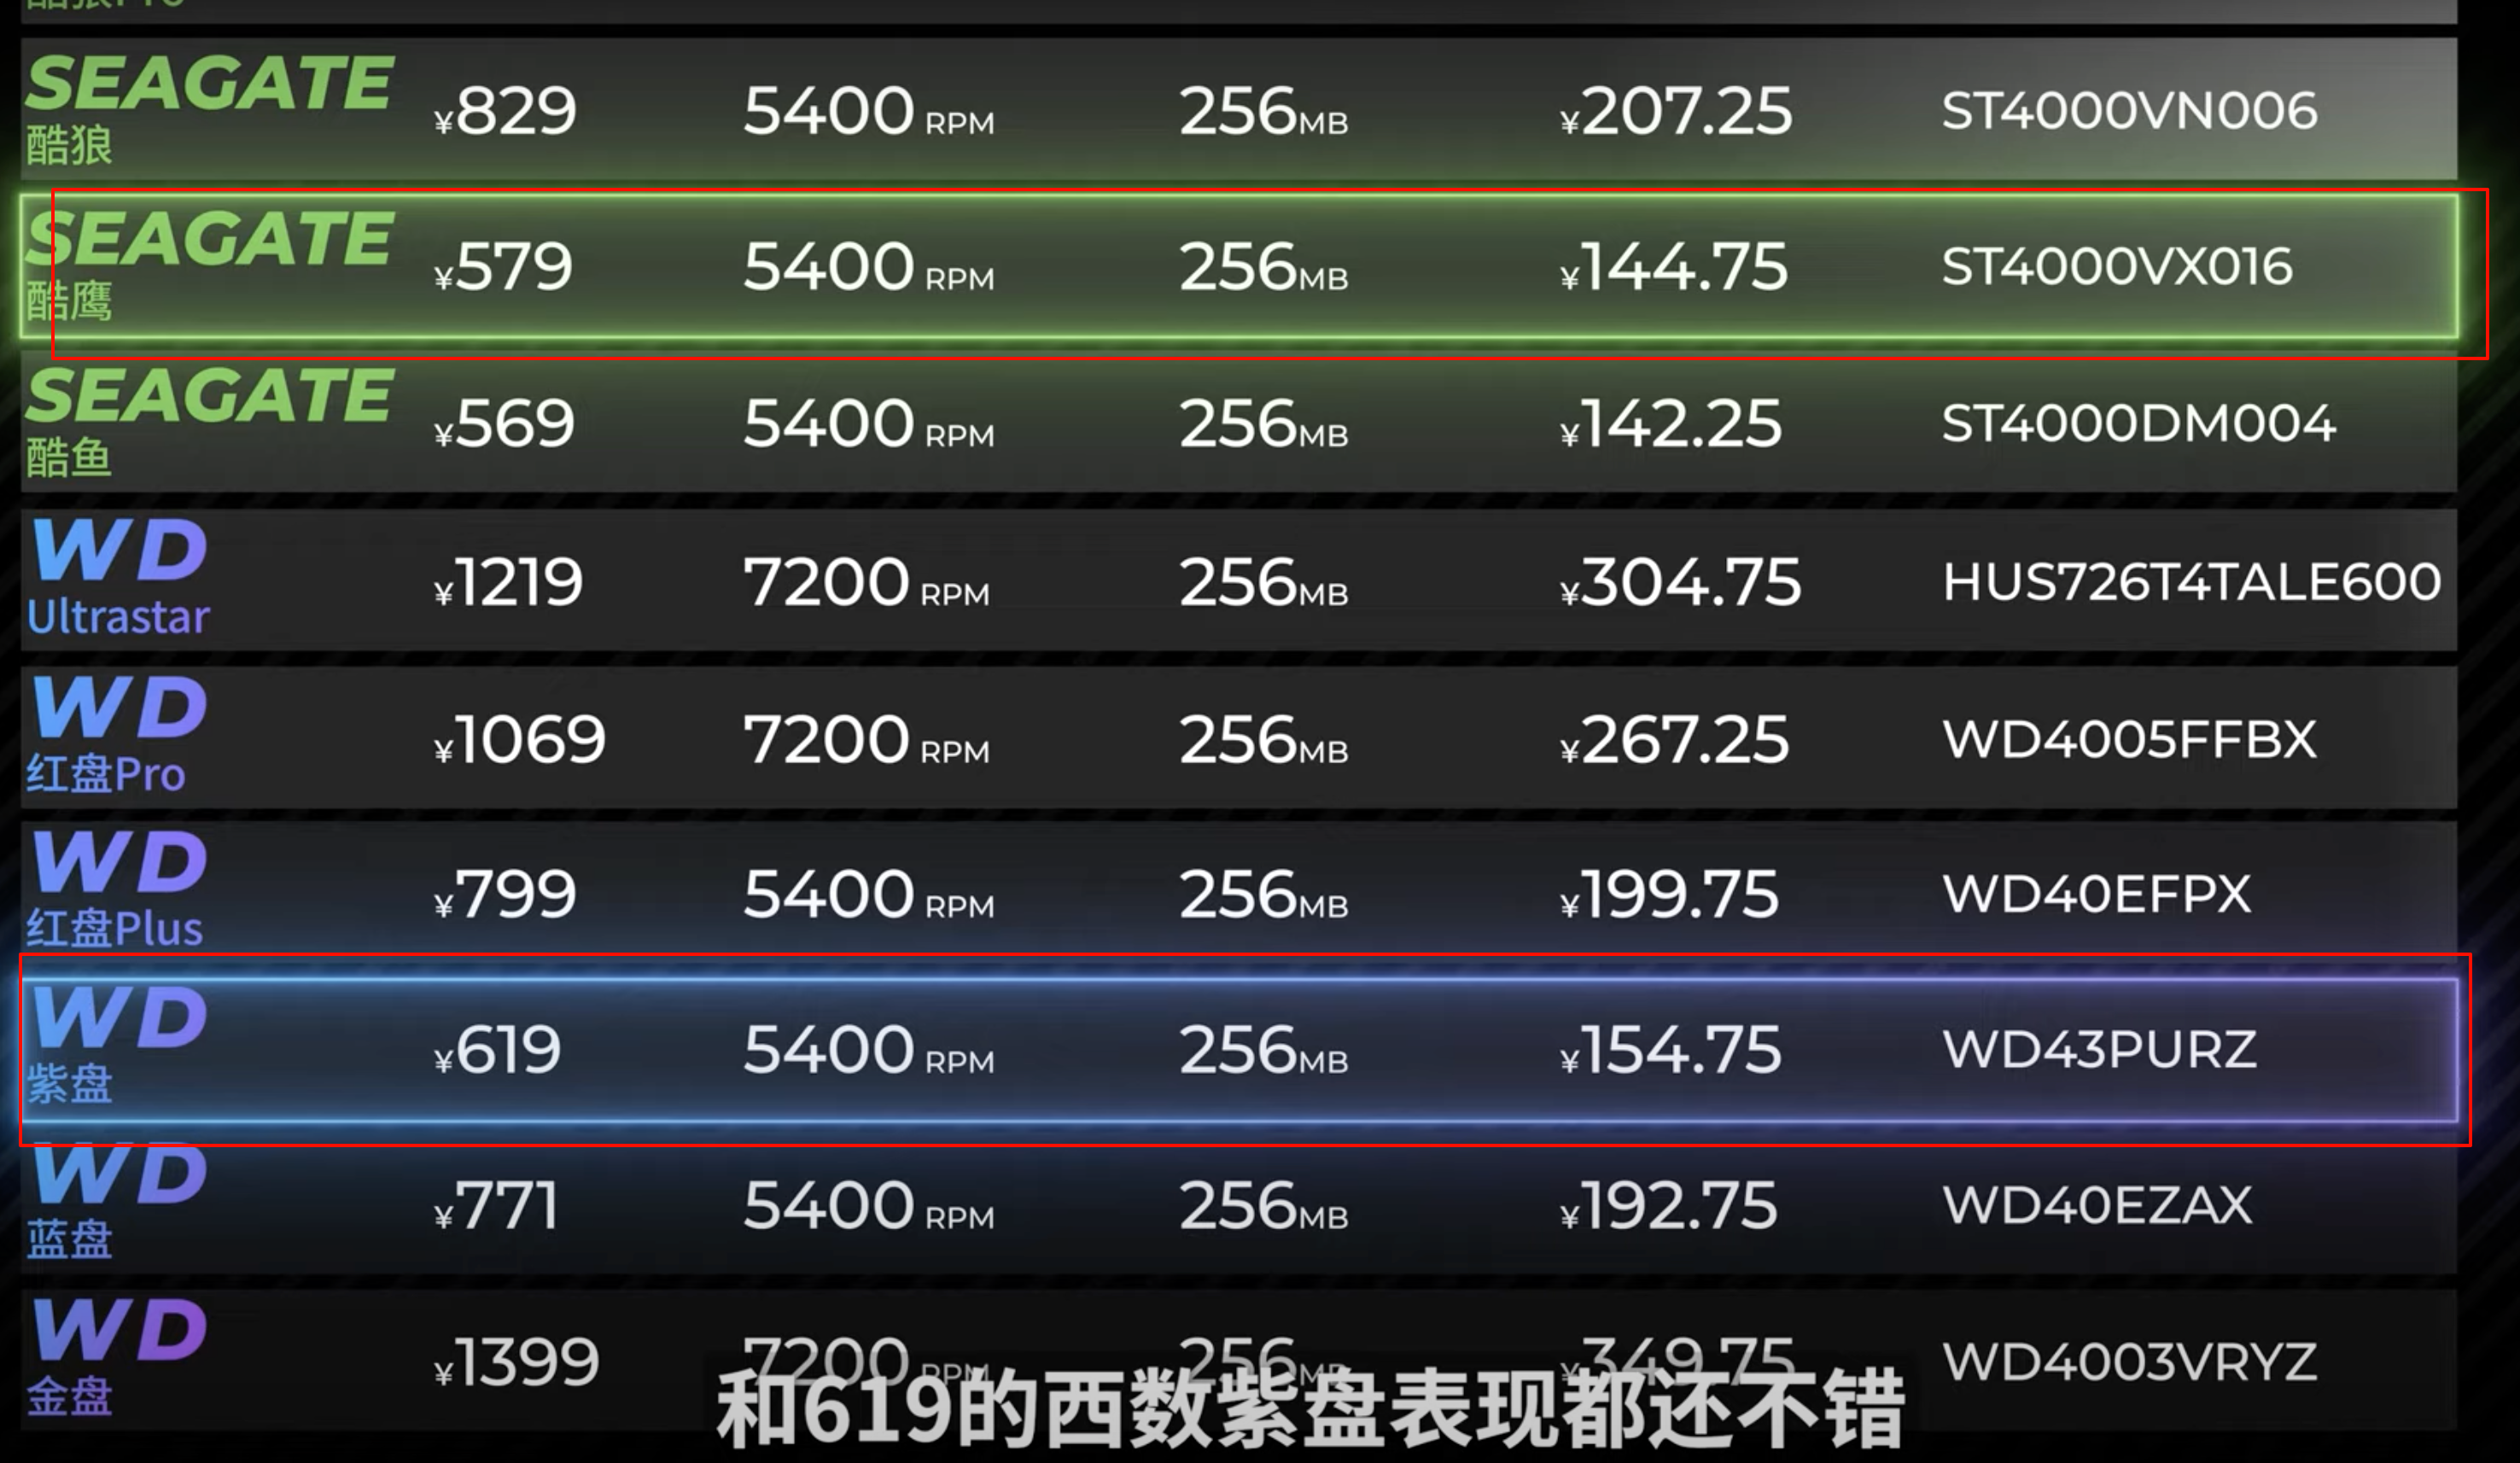 酷狼Pro
SEAGATE
酷狼
¥829 5400 RPM 256MB ¥207.25 ST4000VN006
SEAGATE
酷鹰
¥579 5400 RPM 256MB ¥144.75 ST4000VX016
SEAGATE
酷鱼
¥569 5400 RPM 256MB ¥142.25 ST4000DM004
WD
Ultrastar
¥1219 7200 RPM 256MB ¥304.75 HUS726T4TALE600
WD
红盘Pro
¥1069 7200 RPM 256MB ¥267.25 WD4005FFBX
WD
红盘Plus
¥799 5400 RPM 256MB ¥199.75 WD40EFPX
WD
紫盘
¥619 5400 RPM 256MB ¥154.75 WD43PURZ
WD
蓝盘
¥771 5400 RPM 256MB ¥192.75 WD40EZAX
WD
金盘
¥1399 7200 RPM 256MB ¥349.75 WD4003VRYZ
和619的西数紫盘表现都还不错